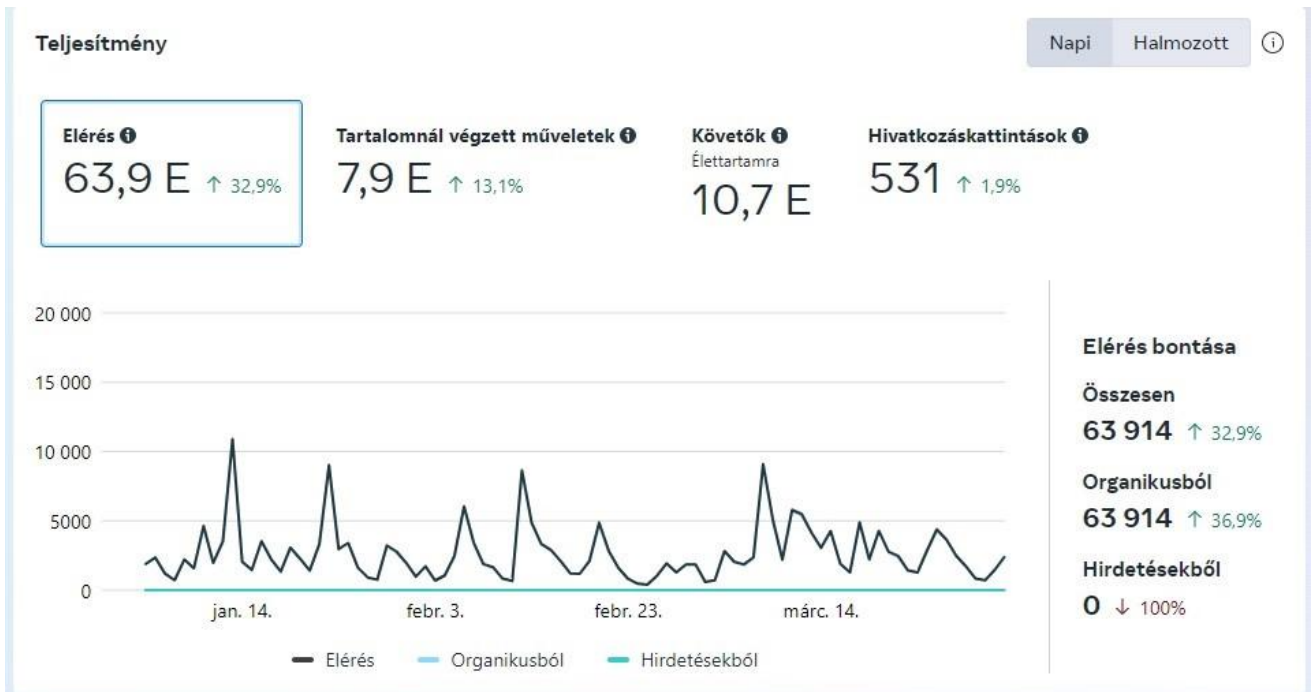 Teljesítmény
Napi Halmozott
Elérés
63,9 E ↑ 32,9%
Tartalomnál végzett műveletek
7,9 E ↑ 13,1%
Követők
Élettartamra
10,7 E
Hivatkozáskattintások
531 ↑ 1,9%
20 000
15 000
10 000
5000
0
jan. 14. febr. 3. febr. 23. márc. 14.
Elérés Organikusból Hirdetésekből
Elérés bontása
Összesen
63 914 ↑ 32,9%
Organikusból
63 914 ↑ 36,9%
Hirdetésekből
0 ↓ 100%